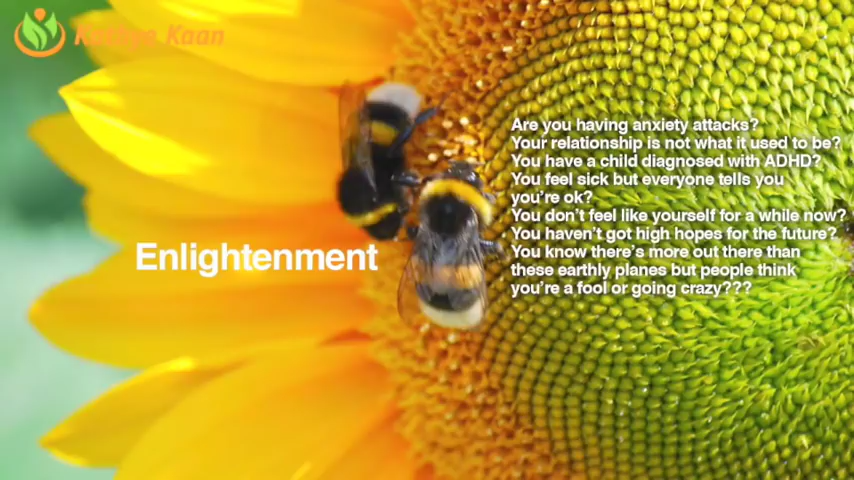 Kathye Kaan
Are you having anxiety attacks?
Your relationship is not what it used to be?
You have a child diagnosed with ADHD?
You feel sick but everyone tells you
you're ok?
You don't feel like yourself for a while now?
You haven't got high hopes for the future?
You know there's more out there than
these earthly planes but people think
you're a fool or going crazy???
Enlightenment